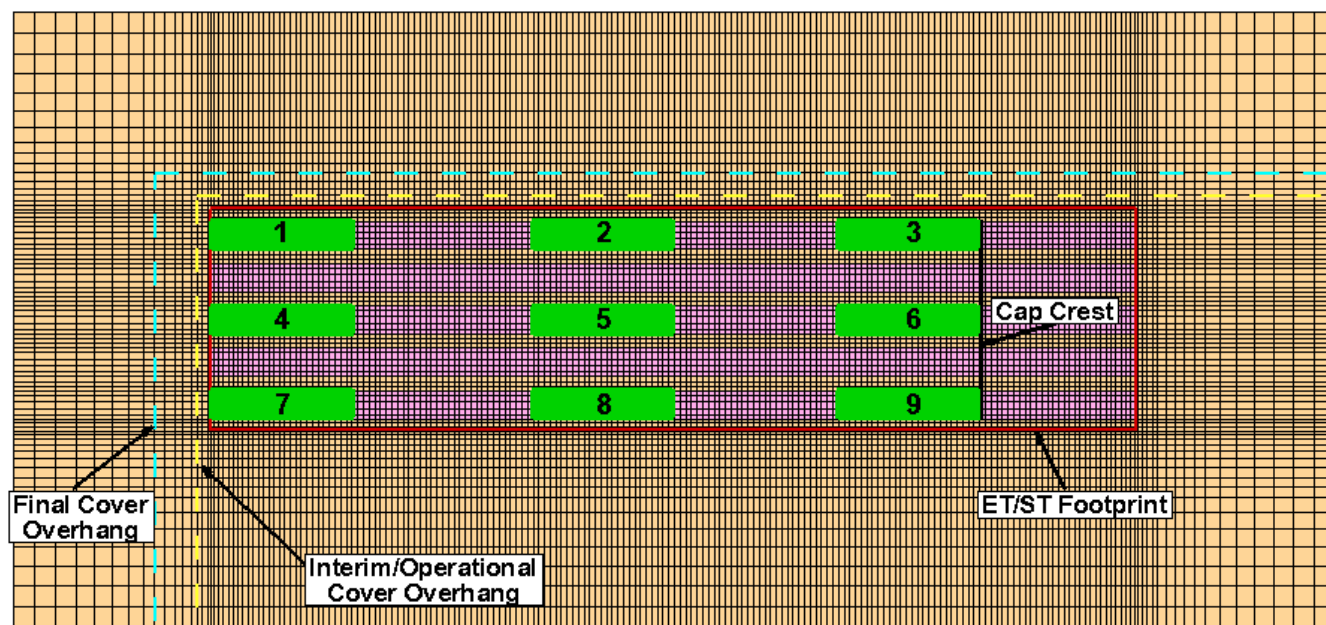 1
2
3
4
5
6
Cap Crest
7
8
9
Final Cover
Overhang
ET/ST Footprint
Interim/Operational
Cover Overhang